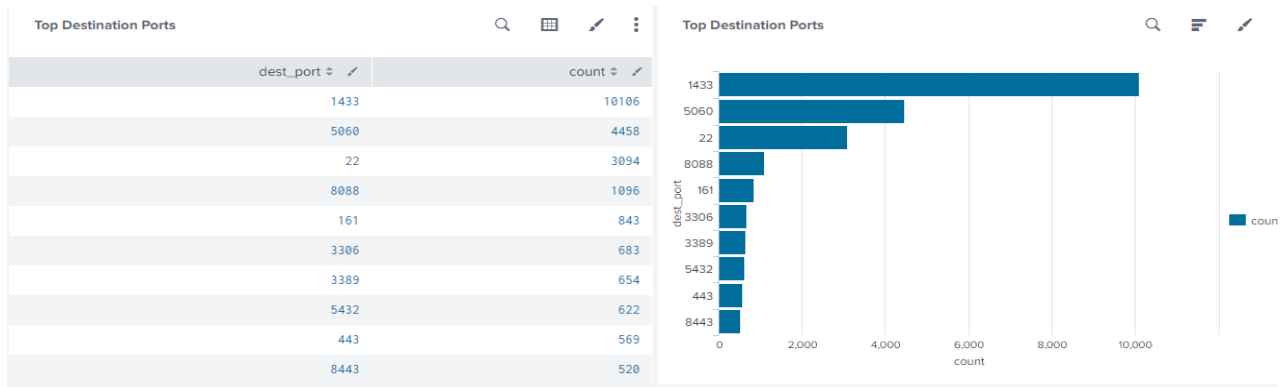 Top Destination Ports
dest_port count
1433 10106
5060 4458
22 3094
8088 1096
161 843
3306 683
3389 654
5432 622
443 569
8443 520
Top Destination Ports
dest_port
1433
5060
22
8088
161
3306
3389
5432
443
8443
0 2,000 4,000 6,000 8,000 10,000
count
coun